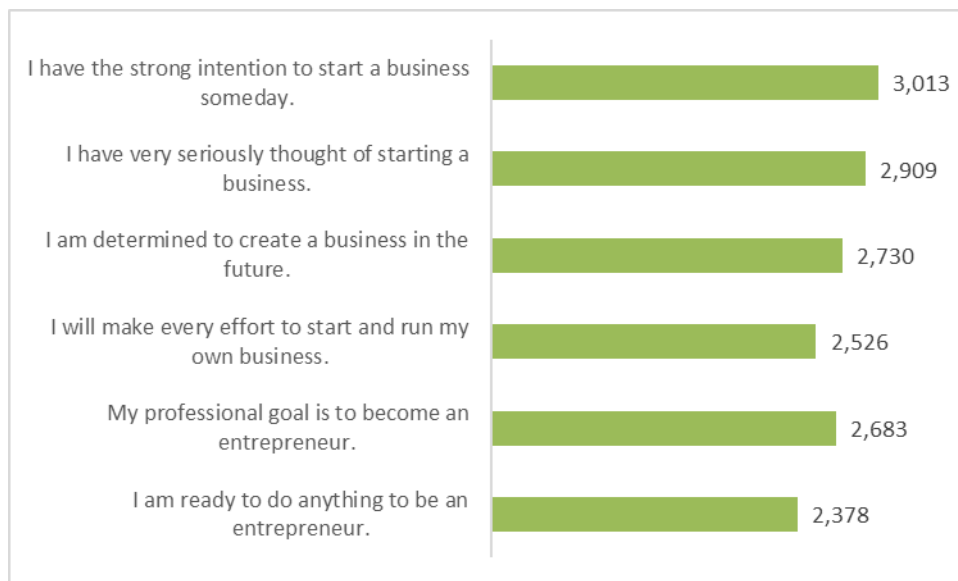 I have the strong intention to start a business
someday.
3,013
I have very seriously thought of starting a
business.
2,909
I am determined to create a business in the
future.
2,730
I will make every effort to start and run my
own business.
2,526
My professional goal is to become an
entrepreneur.
2,683
I am ready to do anything to be an
entrepreneur.
2,378